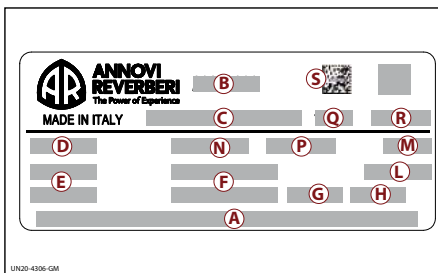 ANNOVI
REVERBERI
The Power of Experience
AR
B
S
MADE IN ITALY
C
Q
R
D
N
P
M
E
F
L
G
H
A
UN20-4306-GM